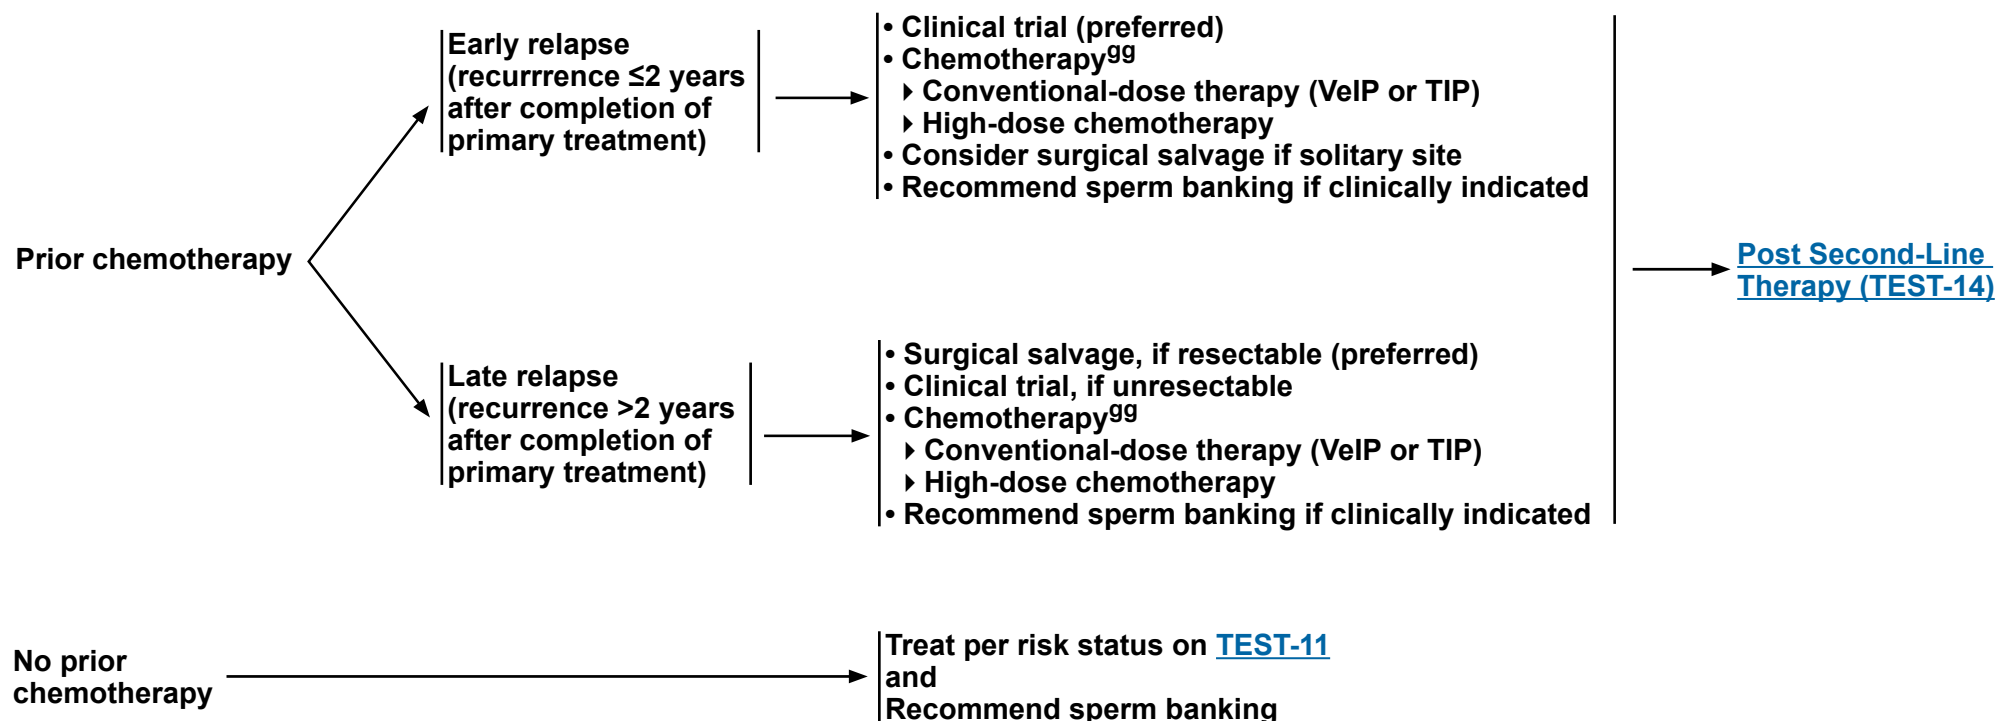 Prior chemotherapy
Early relapse
(recurrrence ≤2 years
after completion of
primary treatment)
• Clinical trial (preferred)
• Chemotherapygg
Conventional-dose therapy (VeIP or TIP)
High-dose chemotherapy
• Consider surgical salvage if solitary site
• Recommend sperm banking if clinically indicated
Late relapse
(recurrence >2 years
after completion of
primary treatment)
• Surgical salvage, if resectable (preferred)
• Clinical trial, if unresectable
• Chemotherapygg
Conventional-dose therapy (VeIP or TIP)
High-dose chemotherapy
• Recommend sperm banking if clinically indicated
Post Second-Line
Therapy (TEST-14)
No prior
chemotherapy
Treat per risk status on TEST-11
and
Recommend sperm banking